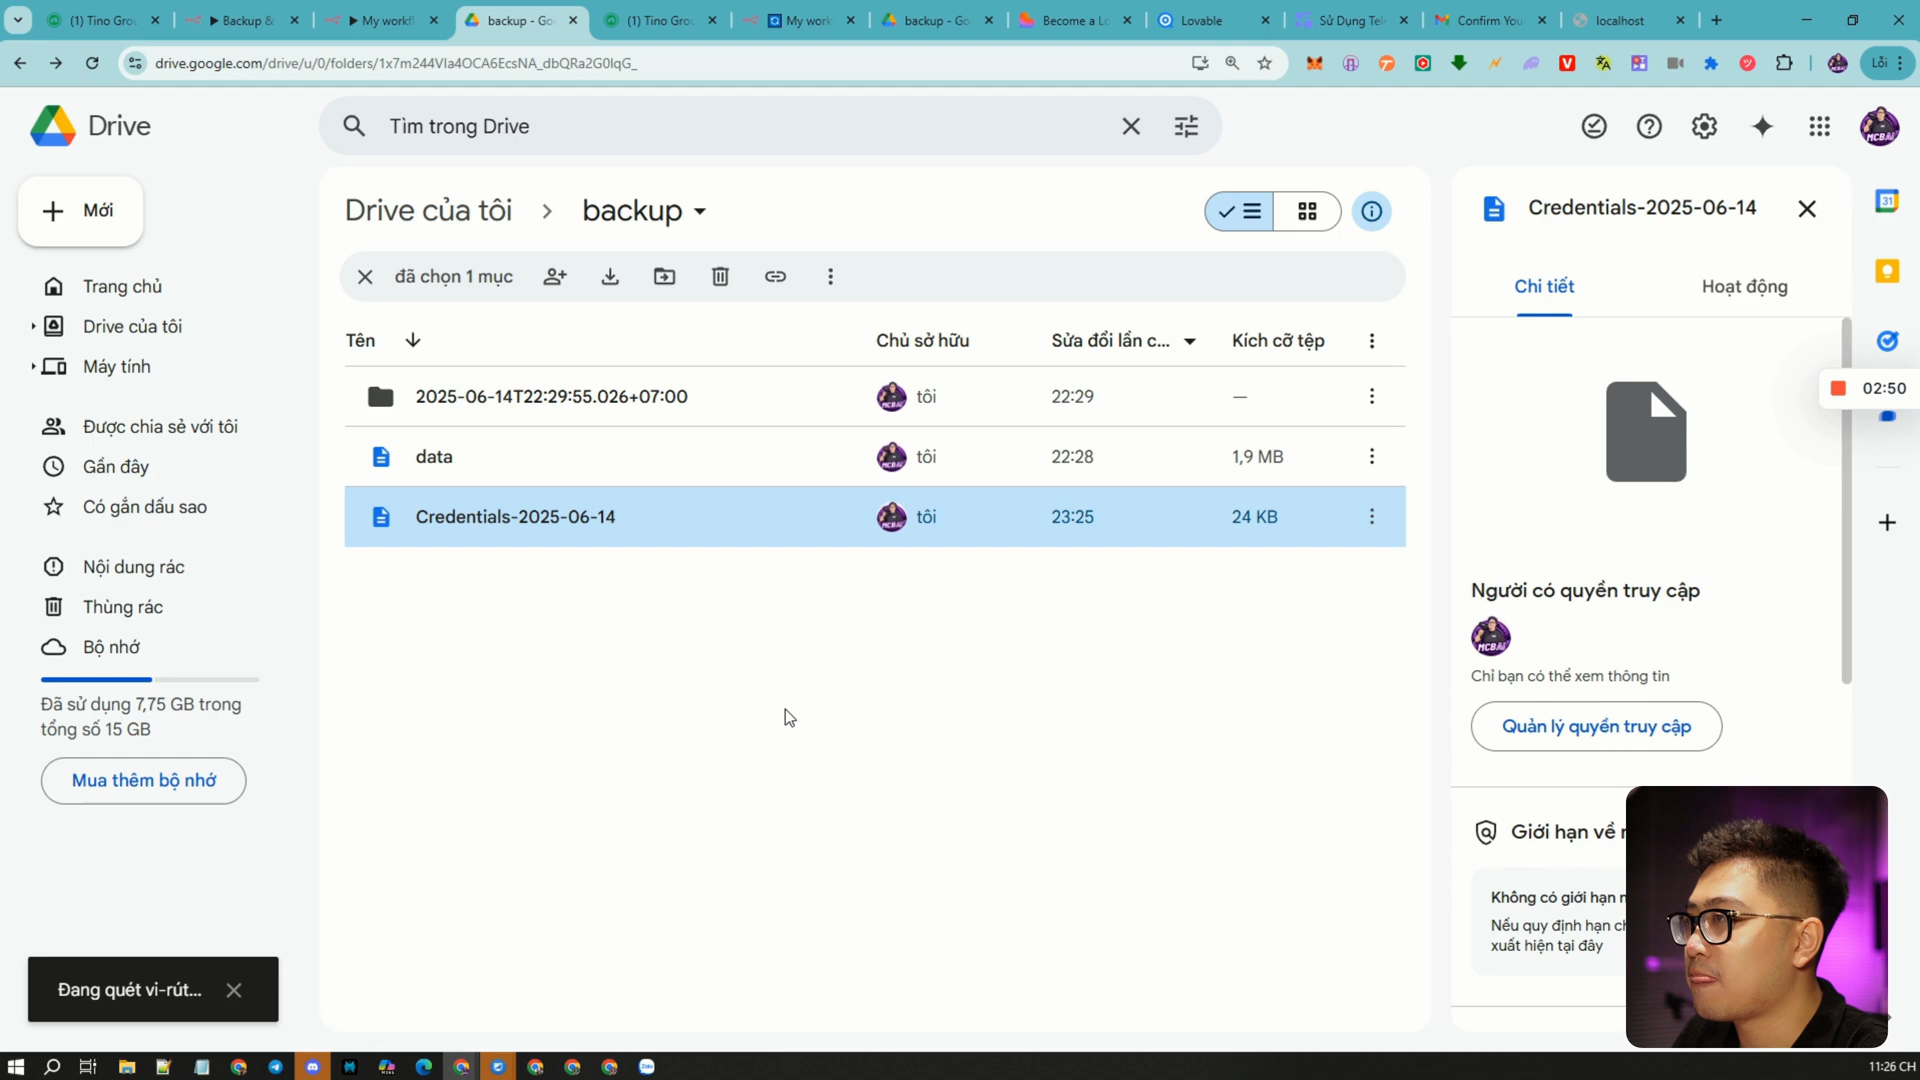 (1) Tino Grou
Backup &
My workfl
backup - Goo
(1) Tino Grou
My work
backup - Go
Become a Lo
Lovable
Sử Dụng Tele
Confirm You
localhost
drive.google.com/drive/u/0/folders/1x7m244Vla4OCA6EcsNA_dbQRa2G0lqG_
Lỗi
Drive
Tìm trong Drive
Mới
Trang chủ
Drive của tôi
Máy tính
Được chia sẻ với tôi
Gần đây
Có gắn dấu sao
Nội dung rác
Thùng rác
Bộ nhớ
Đã sử dụng 7,75 GB trong
tổng số 15 GB
Mua thêm bộ nhớ
Đang quét vi-rút...
Drive của tôi
backup
đã chọn 1 mục
Tên
Chủ sở hữu
Sửa đổi lần c...
Kích cỡ tệp
2025-06-14T22:29:55.026+07:00
tôi
22:29
—
data
tôi
22:28
1,9 MB
Credentials-2025-06-14
tôi
23:25
24 KB
Credentials-2025-06-14
Chi tiết
Hoạt động
31
02:50
Người có quyền truy cập
MCBAI
Chỉ bạn có thể xem thông tin
Quản lý quyền truy cập
Giới hạn về
Không có giới hạn
Nếu quy định hạn
xuất hiện tại đây
11:26 CH